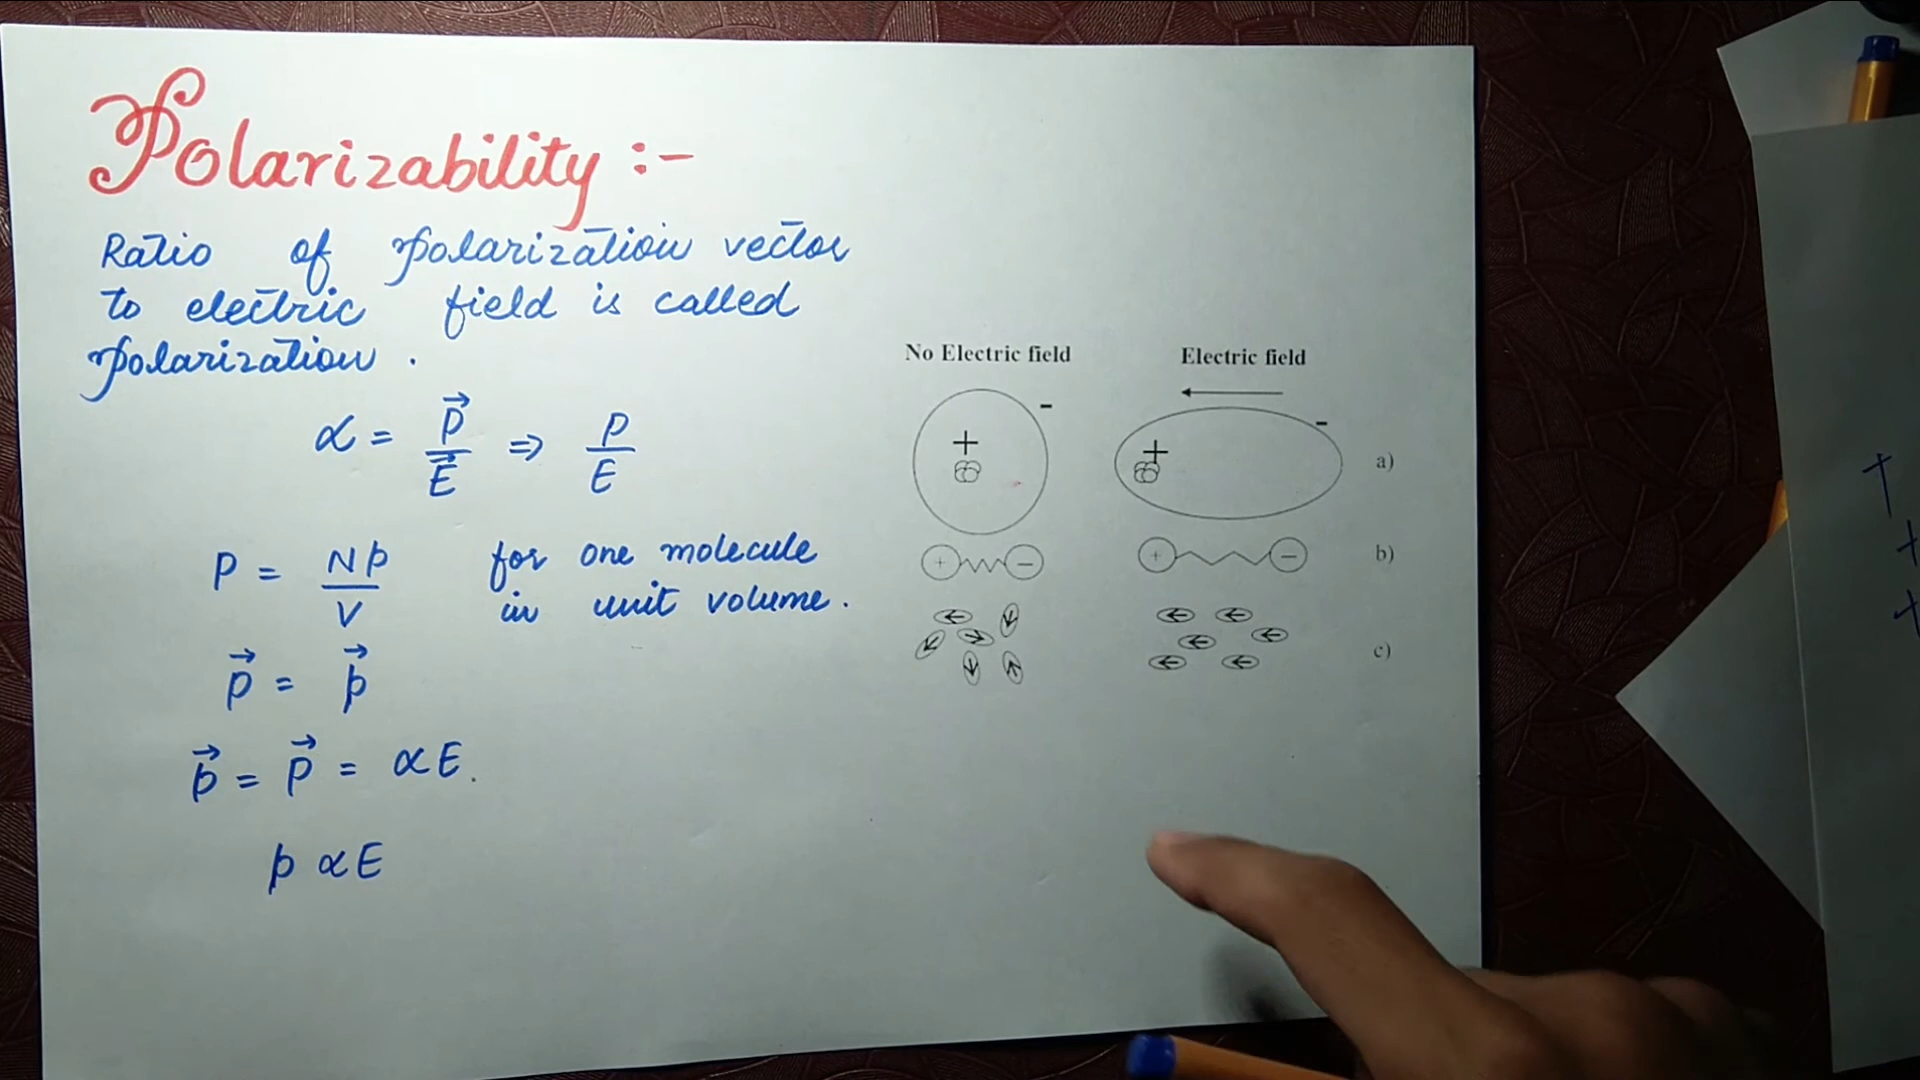 Polarizability :-
Ratio of polarization vector
to electric field is called
polarization .
α = P⃗ / E⃗ ⇒ P / E
P = Np / V for one molecule
in unit volume .
P⃗ = p⃗
p⃗ = P⃗ = αE .
p α E
No Electric field
Electric field
+ -
+ -
a)
+ -
+ -
b)
c)
+
+
+